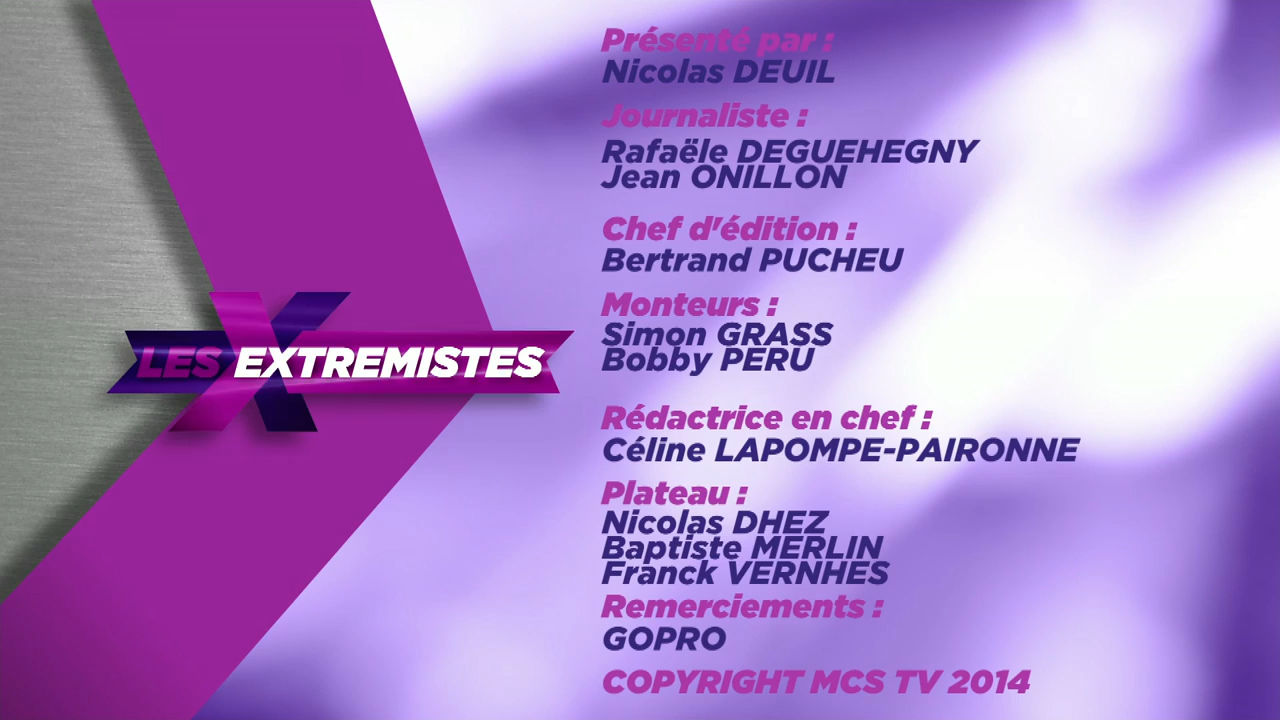 LES EXTREMISTES
Présenté par :
Nicolas DEUIL
Journaliste :
Rafaële DEGUEHEGNY
Jean ONILLON
Chef d'édition :
Bertrand PUCHEU
Monteurs :
Simon GRASS
Bobby PERU
Rédactrice en chef :
Céline LAPOMPE-PAIRONNE
Plateau :
Nicolas DHEZ
Baptiste MERLIN
Franck VERNHES
Remerciements :
GOPRO
COPYRIGHT MCS TV 2014